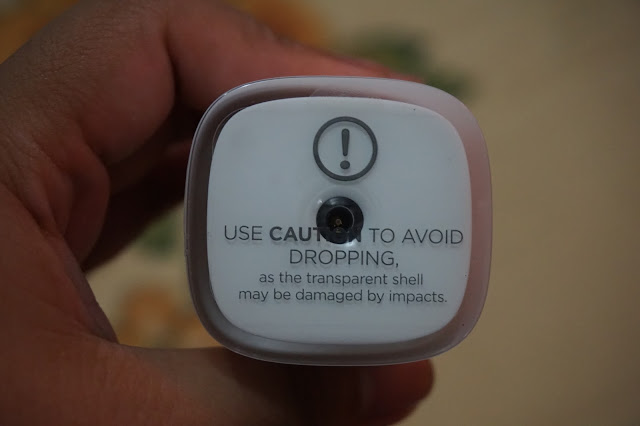 !
USE CAUTION TO AVOID
DROPPING,
as the transparent shell
may be damaged by impacts.